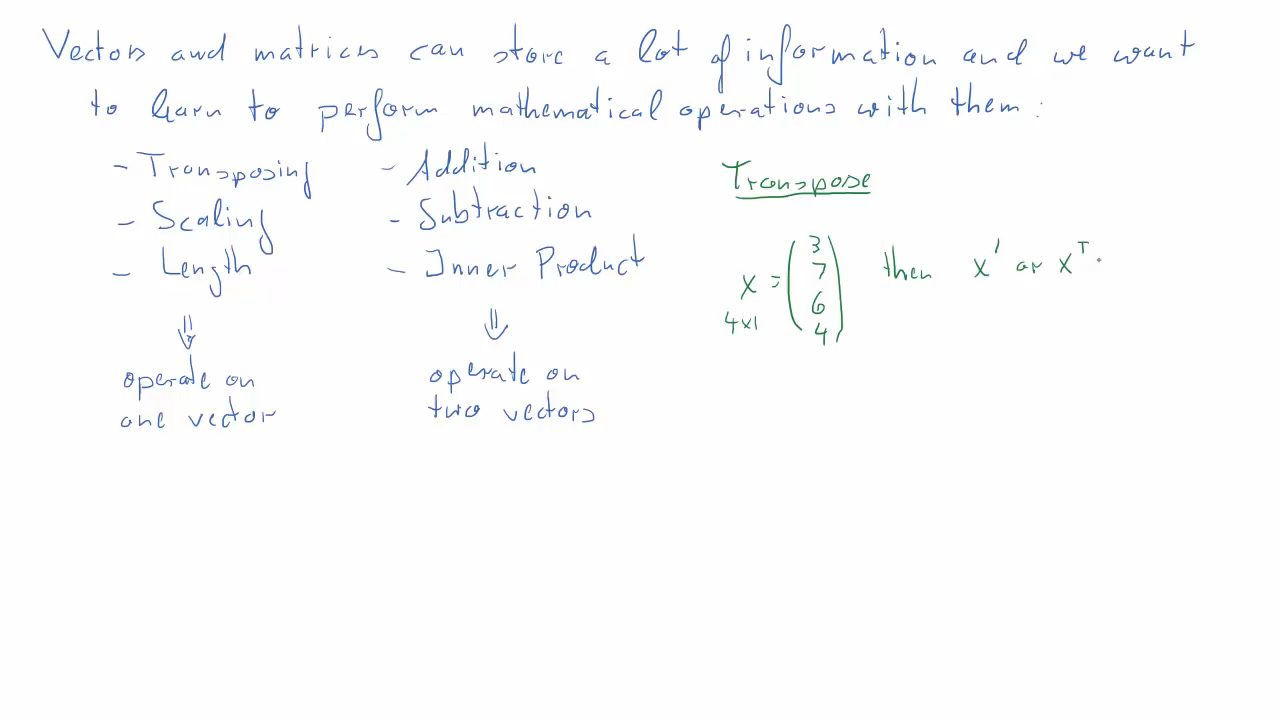 Vectors and matrices can store a lot of information and we want
to learn to perform mathematical operations with them:
- Transposing
- Scaling
- Length
⇓
operate on
one vector
- Addition
- Subtraction
- Inner Product
⇓
operate on
two vectors
Transpose
x = (3 7 6 4) then x' or xᵀ
4x1